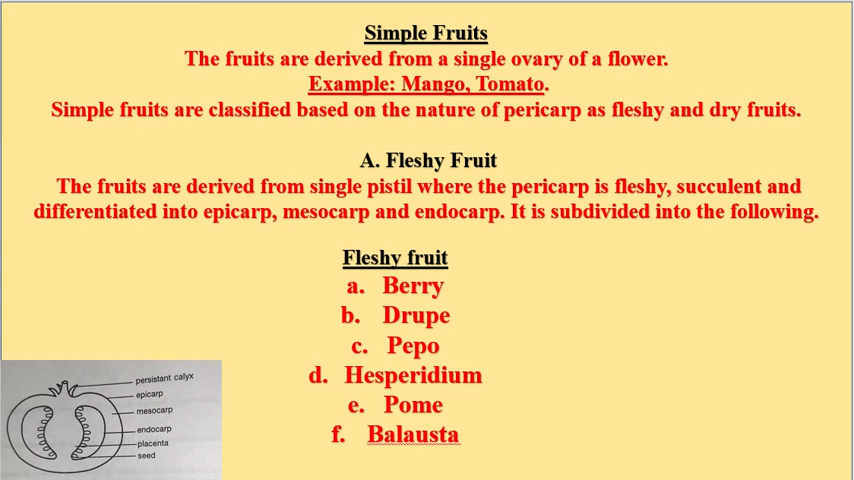 Simple Fruits
The fruits are derived from a single ovary of a flower.
Example: Mango, Tomato.
Simple fruits are classified based on the nature of pericarp as fleshy and dry fruits.
A. Fleshy Fruit
The fruits are derived from single pistil where the pericarp is fleshy, succulent and
differentiated into epicarp, mesocarp and endocarp. It is subdivided into the following.
Fleshy fruit
a. Berry
b. Drupe
c. Pepo
d. Hesperidium
e. Pome
f. Balausta
persistant calyx
epicarp
mesocarp
endocarp
placenta
seed